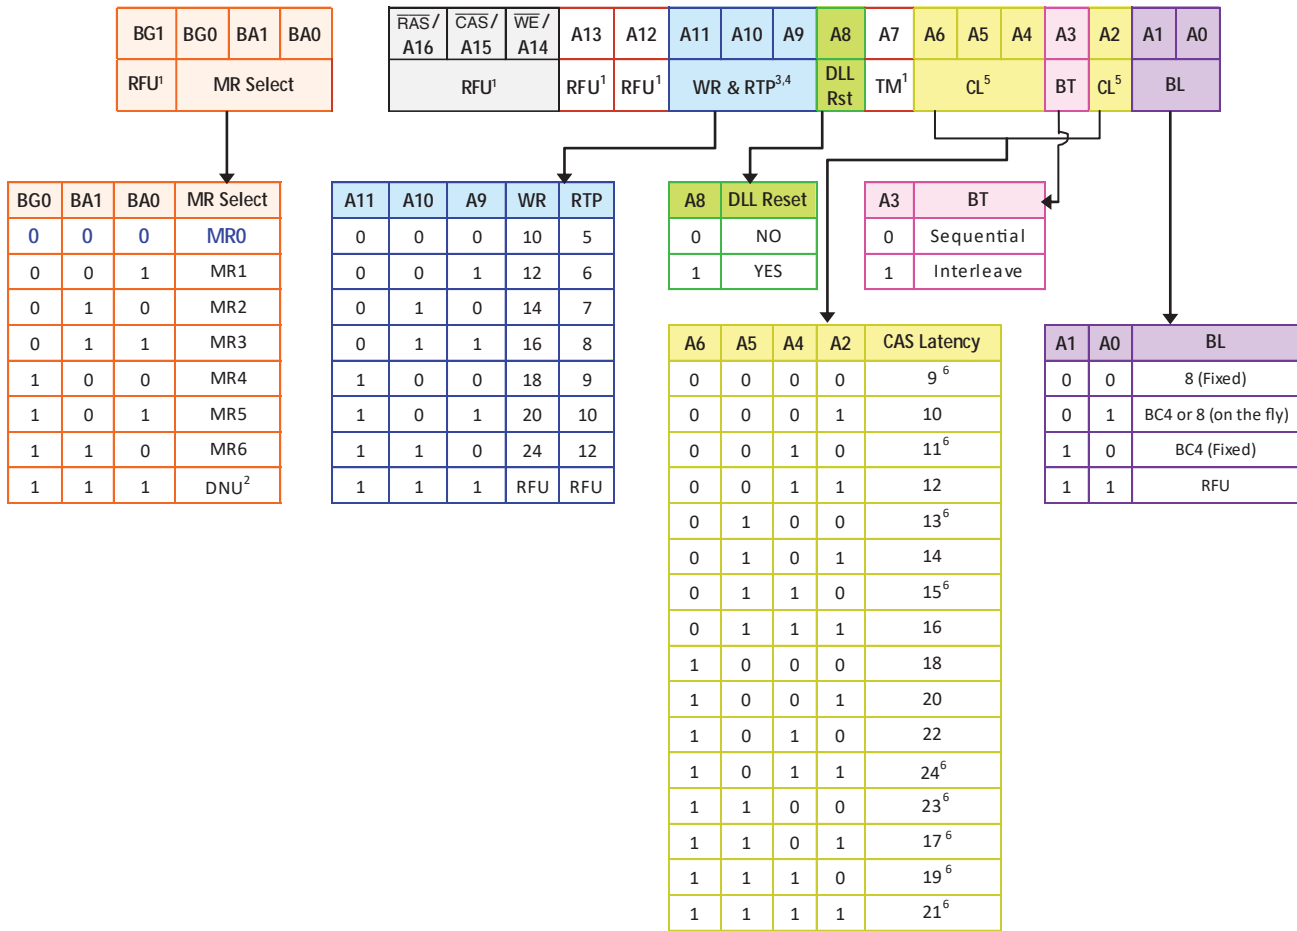 BG1 BG0 BA1 BA0
RFU¹ MR Select
RAS/ A16 CAS/ A15 WE/ A14 A13 A12 A11 A10 A9 A8 A7 A6 A5 A4 A3 A2 A1 A0
RFU¹ RFU¹ RFU¹ WR & RTP³,⁴ DLL Rst TM¹ CL⁵ BT CL⁵ BL
BG0 BA1 BA0 MR Select
0 0 0 MR0
0 0 1 MR1
0 1 0 MR2
0 1 1 MR3
1 0 0 MR4
1 0 1 MR5
1 1 0 MR6
1 1 1 DNU²
A11 A10 A9 WR RTP
0 0 0 10 5
0 0 1 12 6
0 1 0 14 7
0 1 1 16 8
1 0 0 18 9
1 0 1 20 10
1 1 0 24 12
1 1 1 RFU RFU
A8 DLL Reset
0 NO
1 YES
A3 BT
0 Sequential
1 Interleave
A6 A5 A4 A2 CAS Latency
0 0 0 0 9⁶
0 0 0 1 10
0 0 1 0 11⁶
0 0 1 1 12
0 1 0 0 13⁶
0 1 0 1 14
0 1 1 0 15⁶
0 1 1 1 16
1 0 0 0 18
1 0 0 1 20
1 0 1 0 22
1 0 1 1 24⁶
1 1 0 0 23⁶
1 1 0 1 17⁶
1 1 1 0 19⁶
1 1 1 1 21⁶
A1 A0 BL
0 0 8 (Fixed)
0 1 BC4 or 8 (on the fly)
1 0 BC4 (Fixed)
1 1 RFU